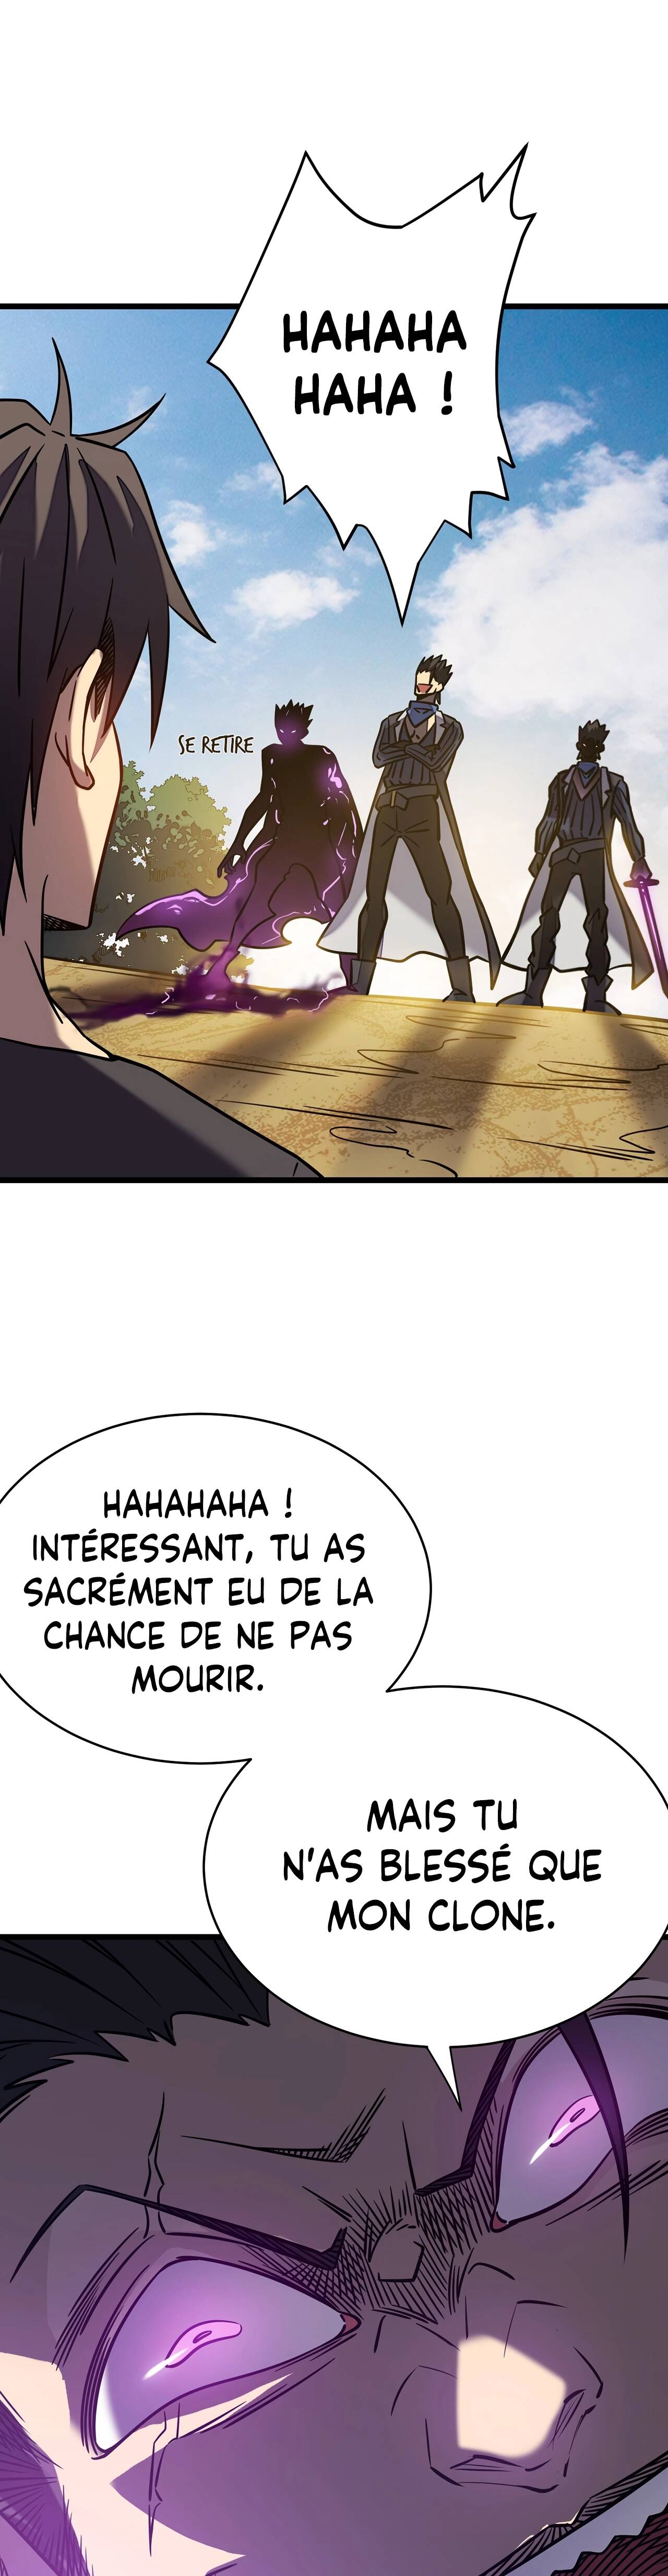 HAHAHA
HAHA !
SE RETIRE
HAHAHAHA !
INTÉRESSANT, TU AS
SACRÉMENT EU DE LA
CHANCE DE NE PAS
MOURIR.
MAIS TU
N'AS BLESSÉ QUE
MON CLONE.